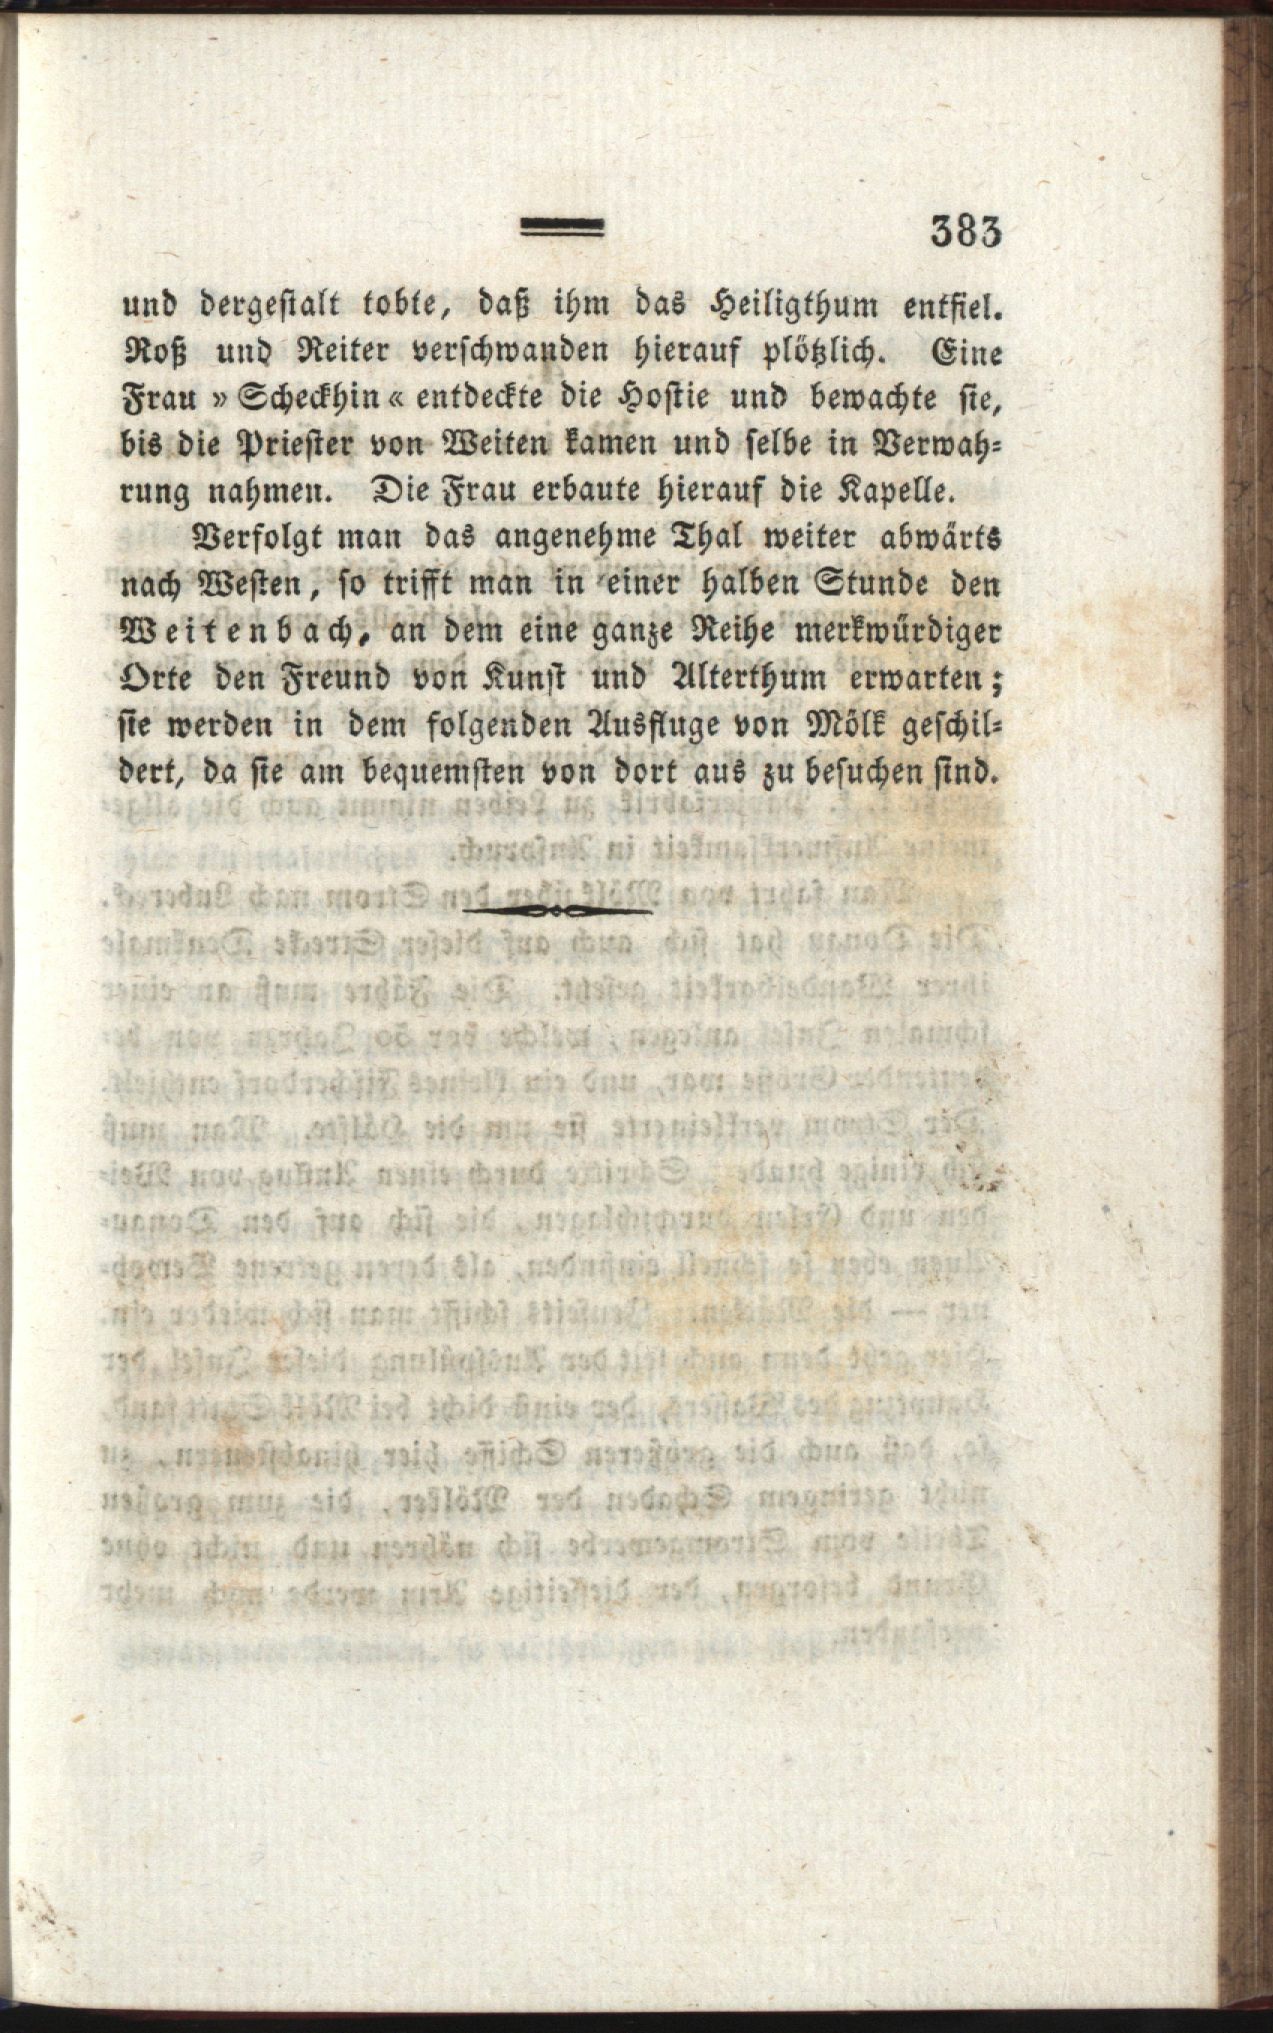 383
und dergestalt tobte, daß ihm das Heiligthum entfiel.
Roß und Reiter verschwanden hierauf plötzlich. Eine
Frau » Scheckhin « entdeckte die Hostie und bewachte sie,
bis die Priester von Weiten kamen und selbe in Verwah-
rung nahmen. Die Frau erbaute hierauf die Kapelle.
Verfolgt man das angenehme Thal weiter abwärts
nach Westen, so trifft man in einer halben Stunde den
Weitenbach, an dem eine ganze Reihe merkwürdiger
Orte den Freund von Kunst und Alterthum erwarten;
sie werden in dem folgenden Ausfluge von Mölk geschil-
dert, da sie am bequemsten von dort aus zu besuchen sind.